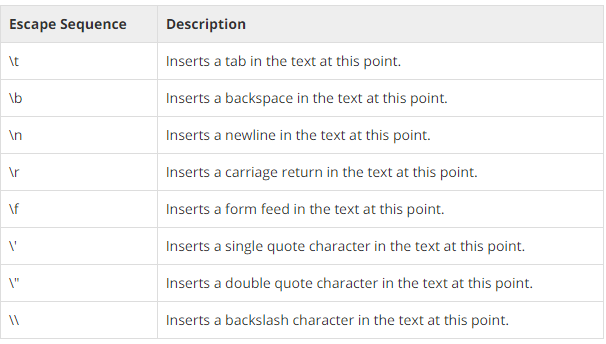 Escape Sequence Description
\t Inserts a tab in the text at this point.
\b Inserts a backspace in the text at this point.
\n Inserts a newline in the text at this point.
\r Inserts a carriage return in the text at this point.
\f Inserts a form feed in the text at this point.
\' Inserts a single quote character in the text at this point.
\" Inserts a double quote character in the text at this point.
\\ Inserts a backslash character in the text at this point.